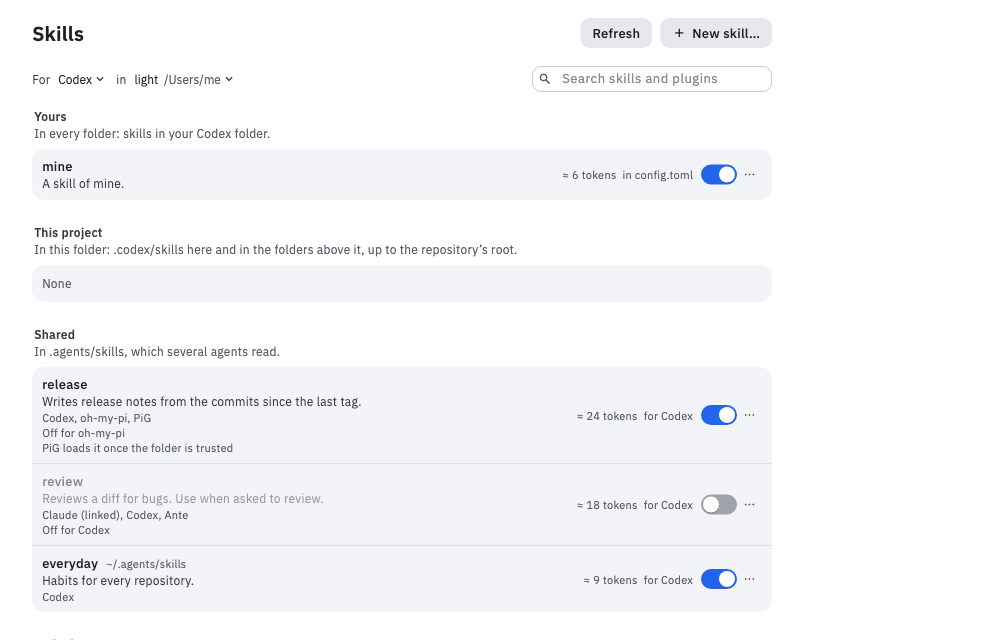 Skills
Refresh
+ New skill...
For Codex in light /Users/me
Search skills and plugins
Yours
In every folder: skills in your Codex folder.
mine
A skill of mine.
≈ 6 tokens in config.toml
This project
In this folder: .codex/skills here and in the folders above it, up to the repository’s root.
None
Shared
In .agents/skills, which several agents read.
release
Writes release notes from the commits since the last tag.
Codex, oh-my-pi, PiG
Off for oh-my-pi
PiG loads it once the folder is trusted
≈ 24 tokens for Codex
review
Reviews a diff for bugs. Use when asked to review.
Claude (linked), Codex, Ante
Off for Codex
≈ 18 tokens for Codex
everyday ~/.agents/skills
Habits for every repository.
Codex
≈ 9 tokens for Codex